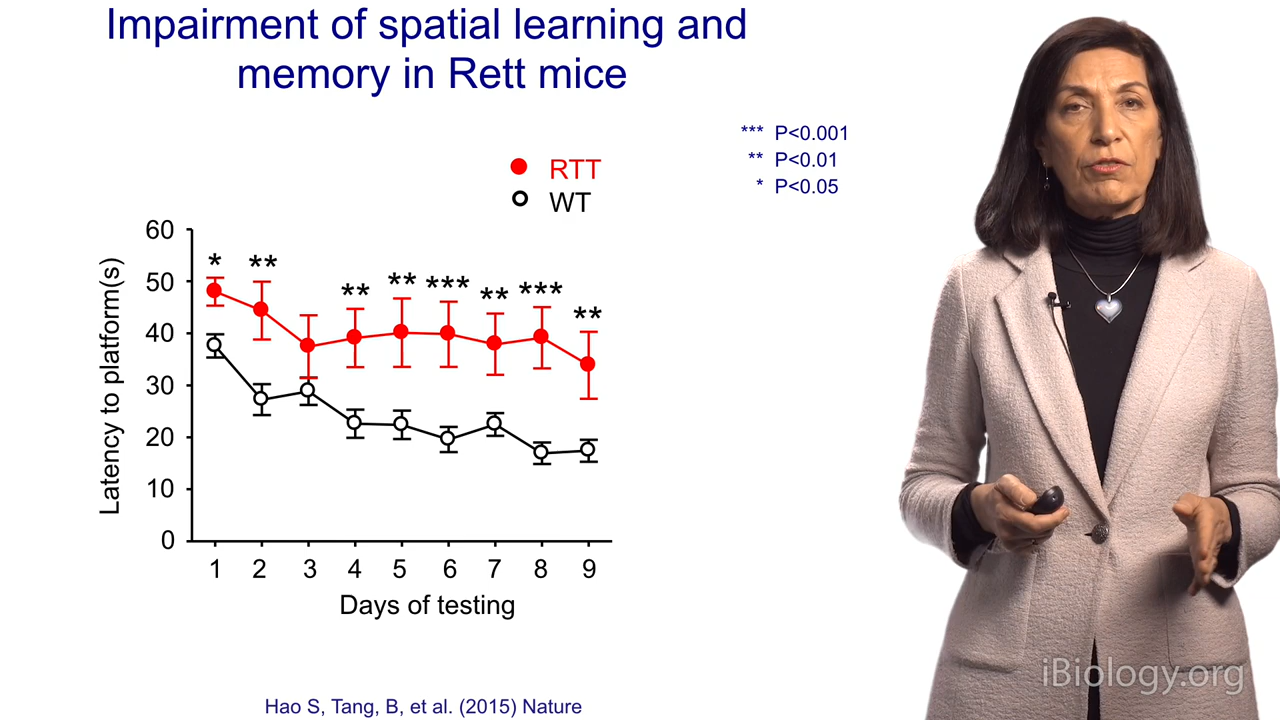 Impairment of spatial learning and
memory in Rett mice
*** P<0.001
** P<0.01
* P<0.05
RTT
WT
Latency to platform(s)
60
50
40
30
20
10
0
* ** ** ** *** ** *** **
1 2 3 4 5 6 7 8 9
Days of testing
Hao S, Tang, B, et al. (2015) Nature
iBiology.org